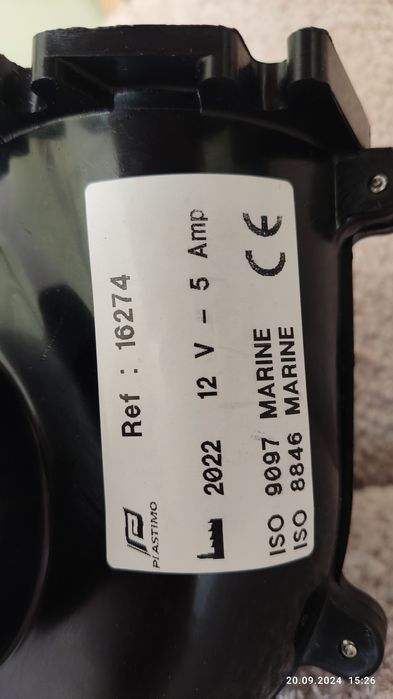 PLASTIMO
Ref : 16274
2022 12 V - 5 Amp
ISO 9097 MARINE
ISO 8846 MARINE
CE
20.09.2024 15:26